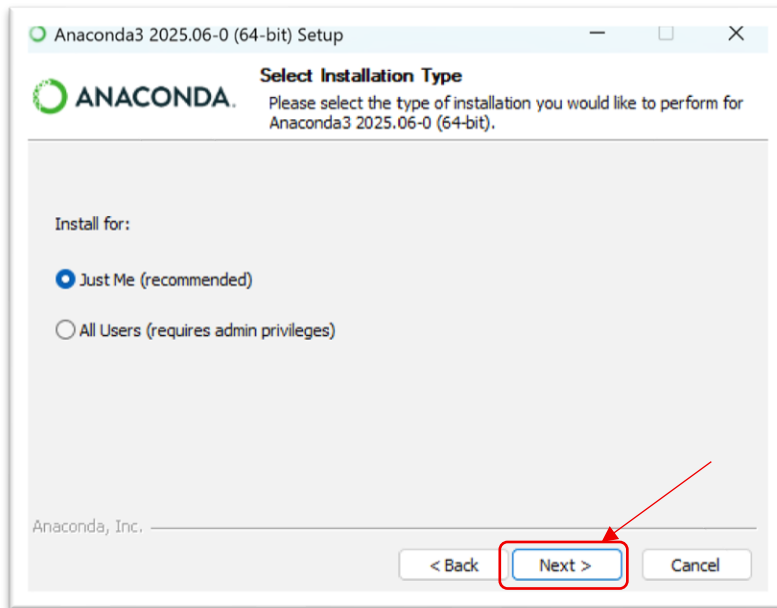 Anaconda3 2025.06-0 (64-bit) Setup
ANACONDA.
Select Installation Type
Please select the type of installation you would like to perform for
Anaconda3 2025.06-0 (64-bit).
Install for:
Just Me (recommended)
All Users (requires admin privileges)
Anaconda, Inc.
< Back
Next >
Cancel